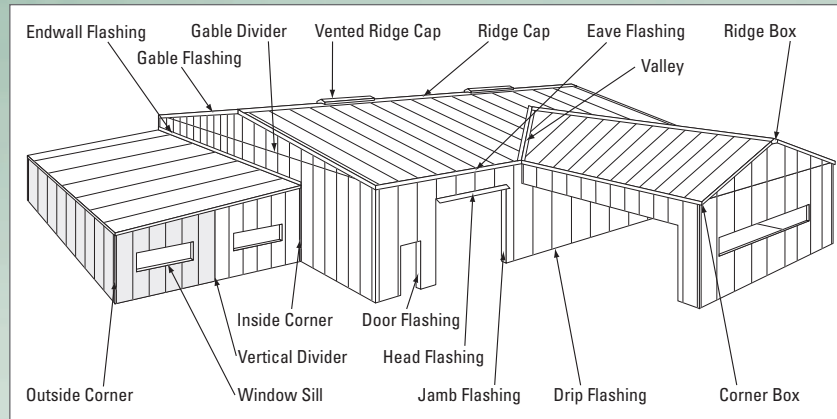 Endwall Flashing
Gable Divider
Vented Ridge Cap
Ridge Cap
Eave Flashing
Ridge Box
Gable Flashing
Valley
Inside Corner
Door Flashing
Vertical Divider
Head Flashing
Outside Corner
Window Sill
Jamb Flashing
Drip Flashing
Corner Box